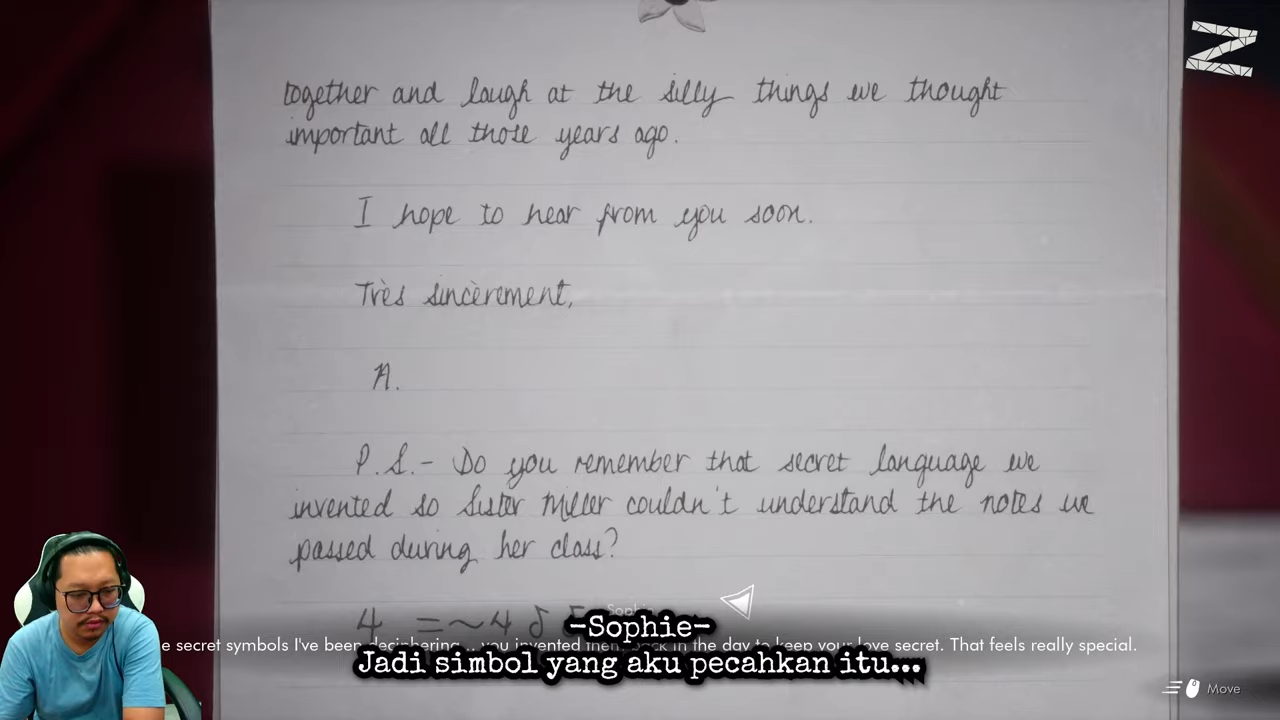 together and laugh at the silly things we thought
important all those years ago.
I hope to hear from you soon.
Très sincèrement,
A.
P.S.- Do you remember that secret language we
invented so Sister Miller couldn't understand the notes we
passed during her class?
Sophie
e secret symbols I've been deciphering... you invented them back in the day to keep your love secret. That feels really special.
-Sophie-
Jadi simbol yang aku pecahkan itu...
Move